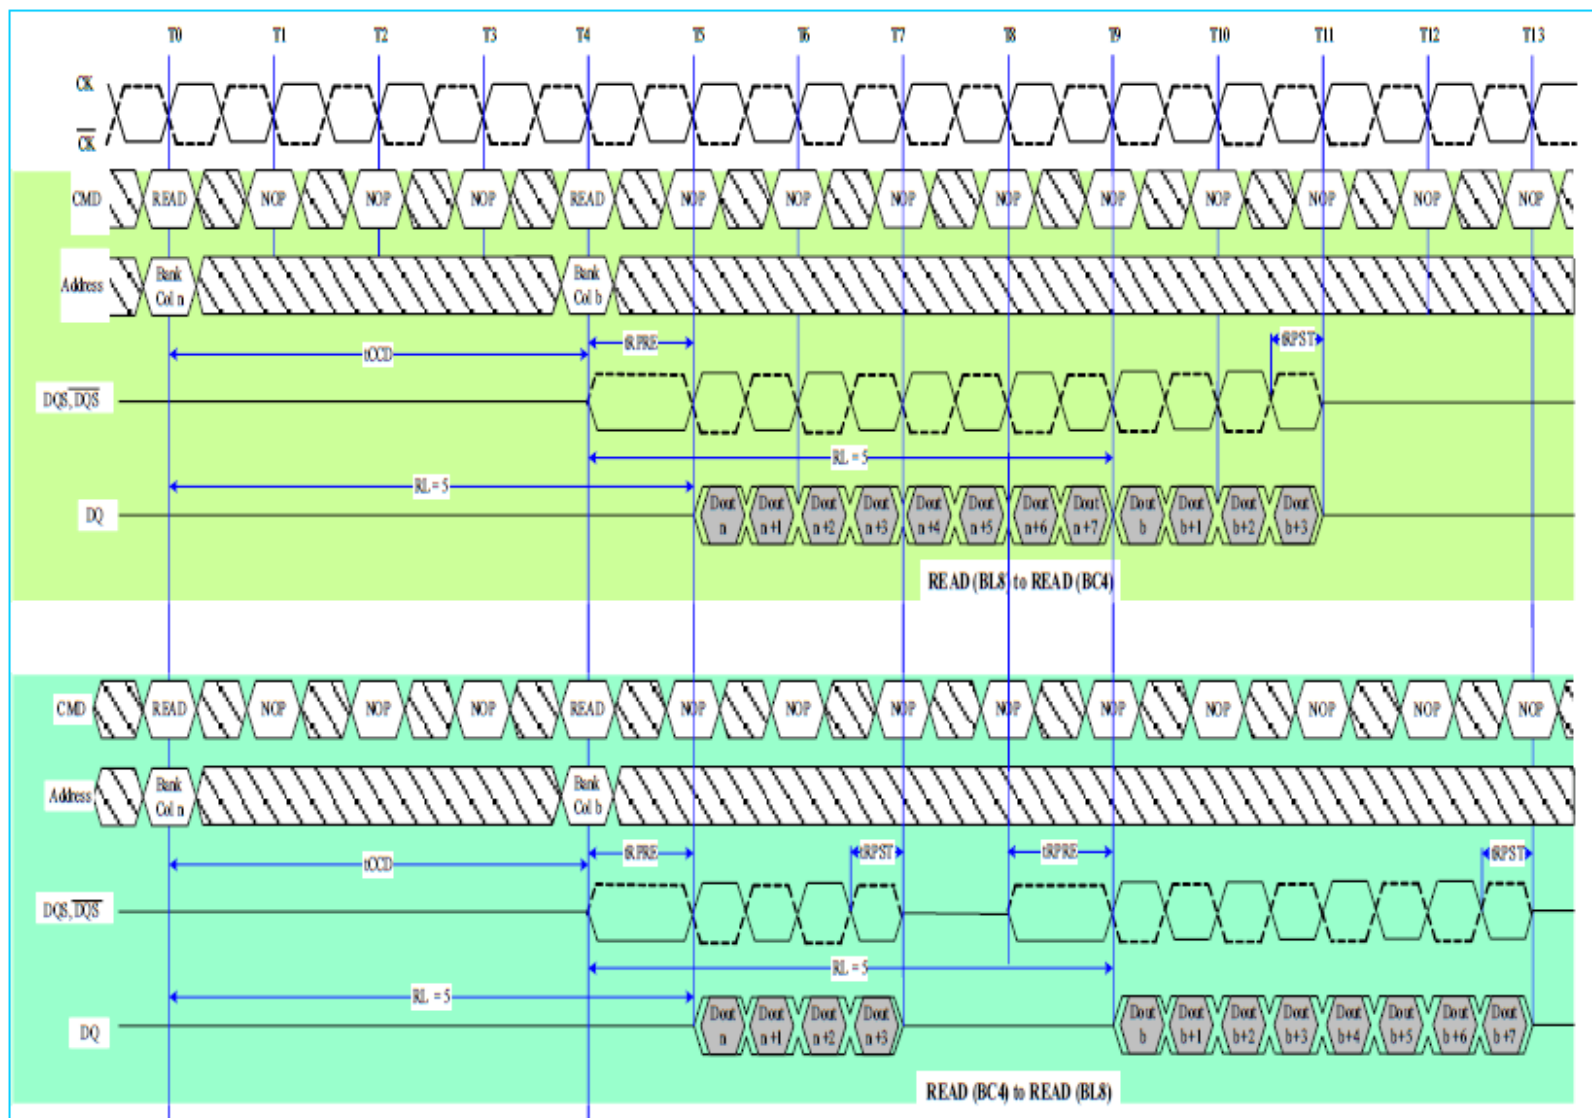 T0 T1 T2 T3 T4 T5 T6 T7 T8 T9 T10 T11 T12 T13
CK
CK
CMD READ NOP NOP NOP READ NOP NOP NOP NOP NOP NOP NOP NOP NOP
Address Bank Col n Bank Col b
tCCD tRPRE tRPST
DQS,DQS
RL = 5
RL = 5
DQ Dout n Dout n+1 Dout n+2 Dout n+3 Dout n+4 Dout n+5 Dout n+6 Dout n+7 Dout b Dout b+1 Dout b+2 Dout b+3
READ (BL8) to READ (BC4)
CMD READ NOP NOP NOP READ NOP NOP NOP NOP NOP NOP NOP NOP NOP
Address Bank Col n Bank Col b
tCCD tRPRE tRPST tRPRE tRPST
DQS,DQS
RL = 5
RL = 5
DQ Dout n Dout n+1 Dout n+2 Dout n+3 Dout b Dout b+1 Dout b+2 Dout b+3 Dout b+4 Dout b+5 Dout b+6 Dout b+7
READ (BC4) to READ (BL8)